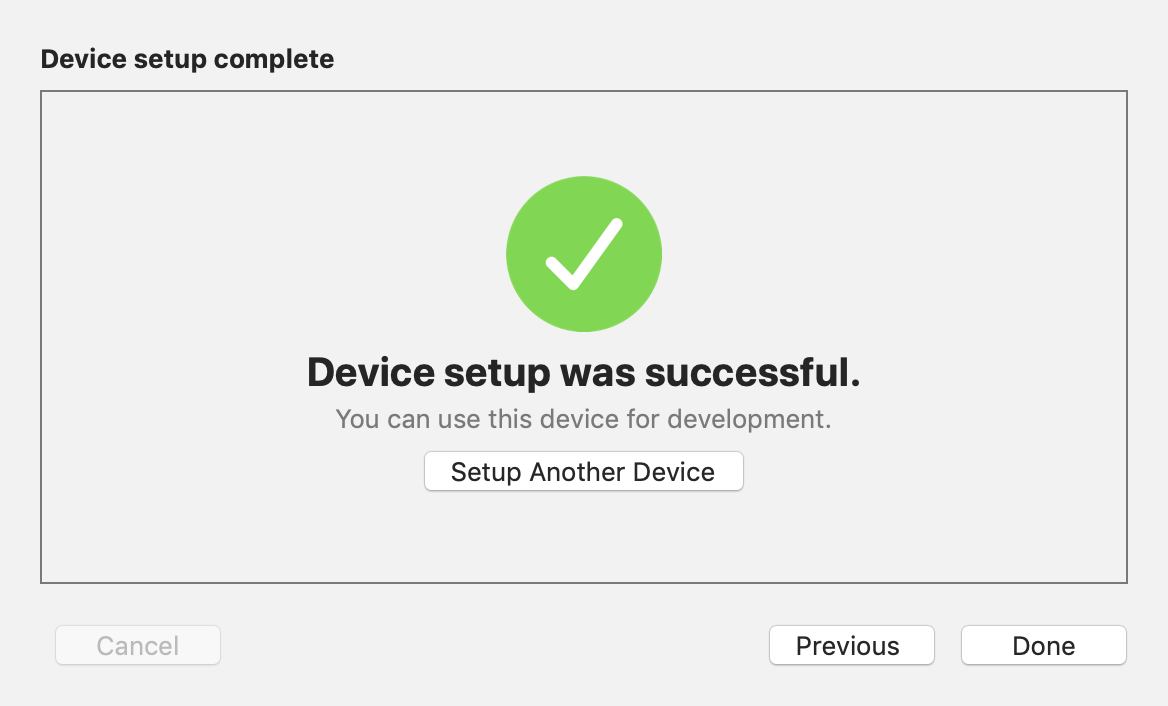 Device setup complete
Device setup was successful.
You can use this device for development.
Setup Another Device
Cancel
Previous
Done